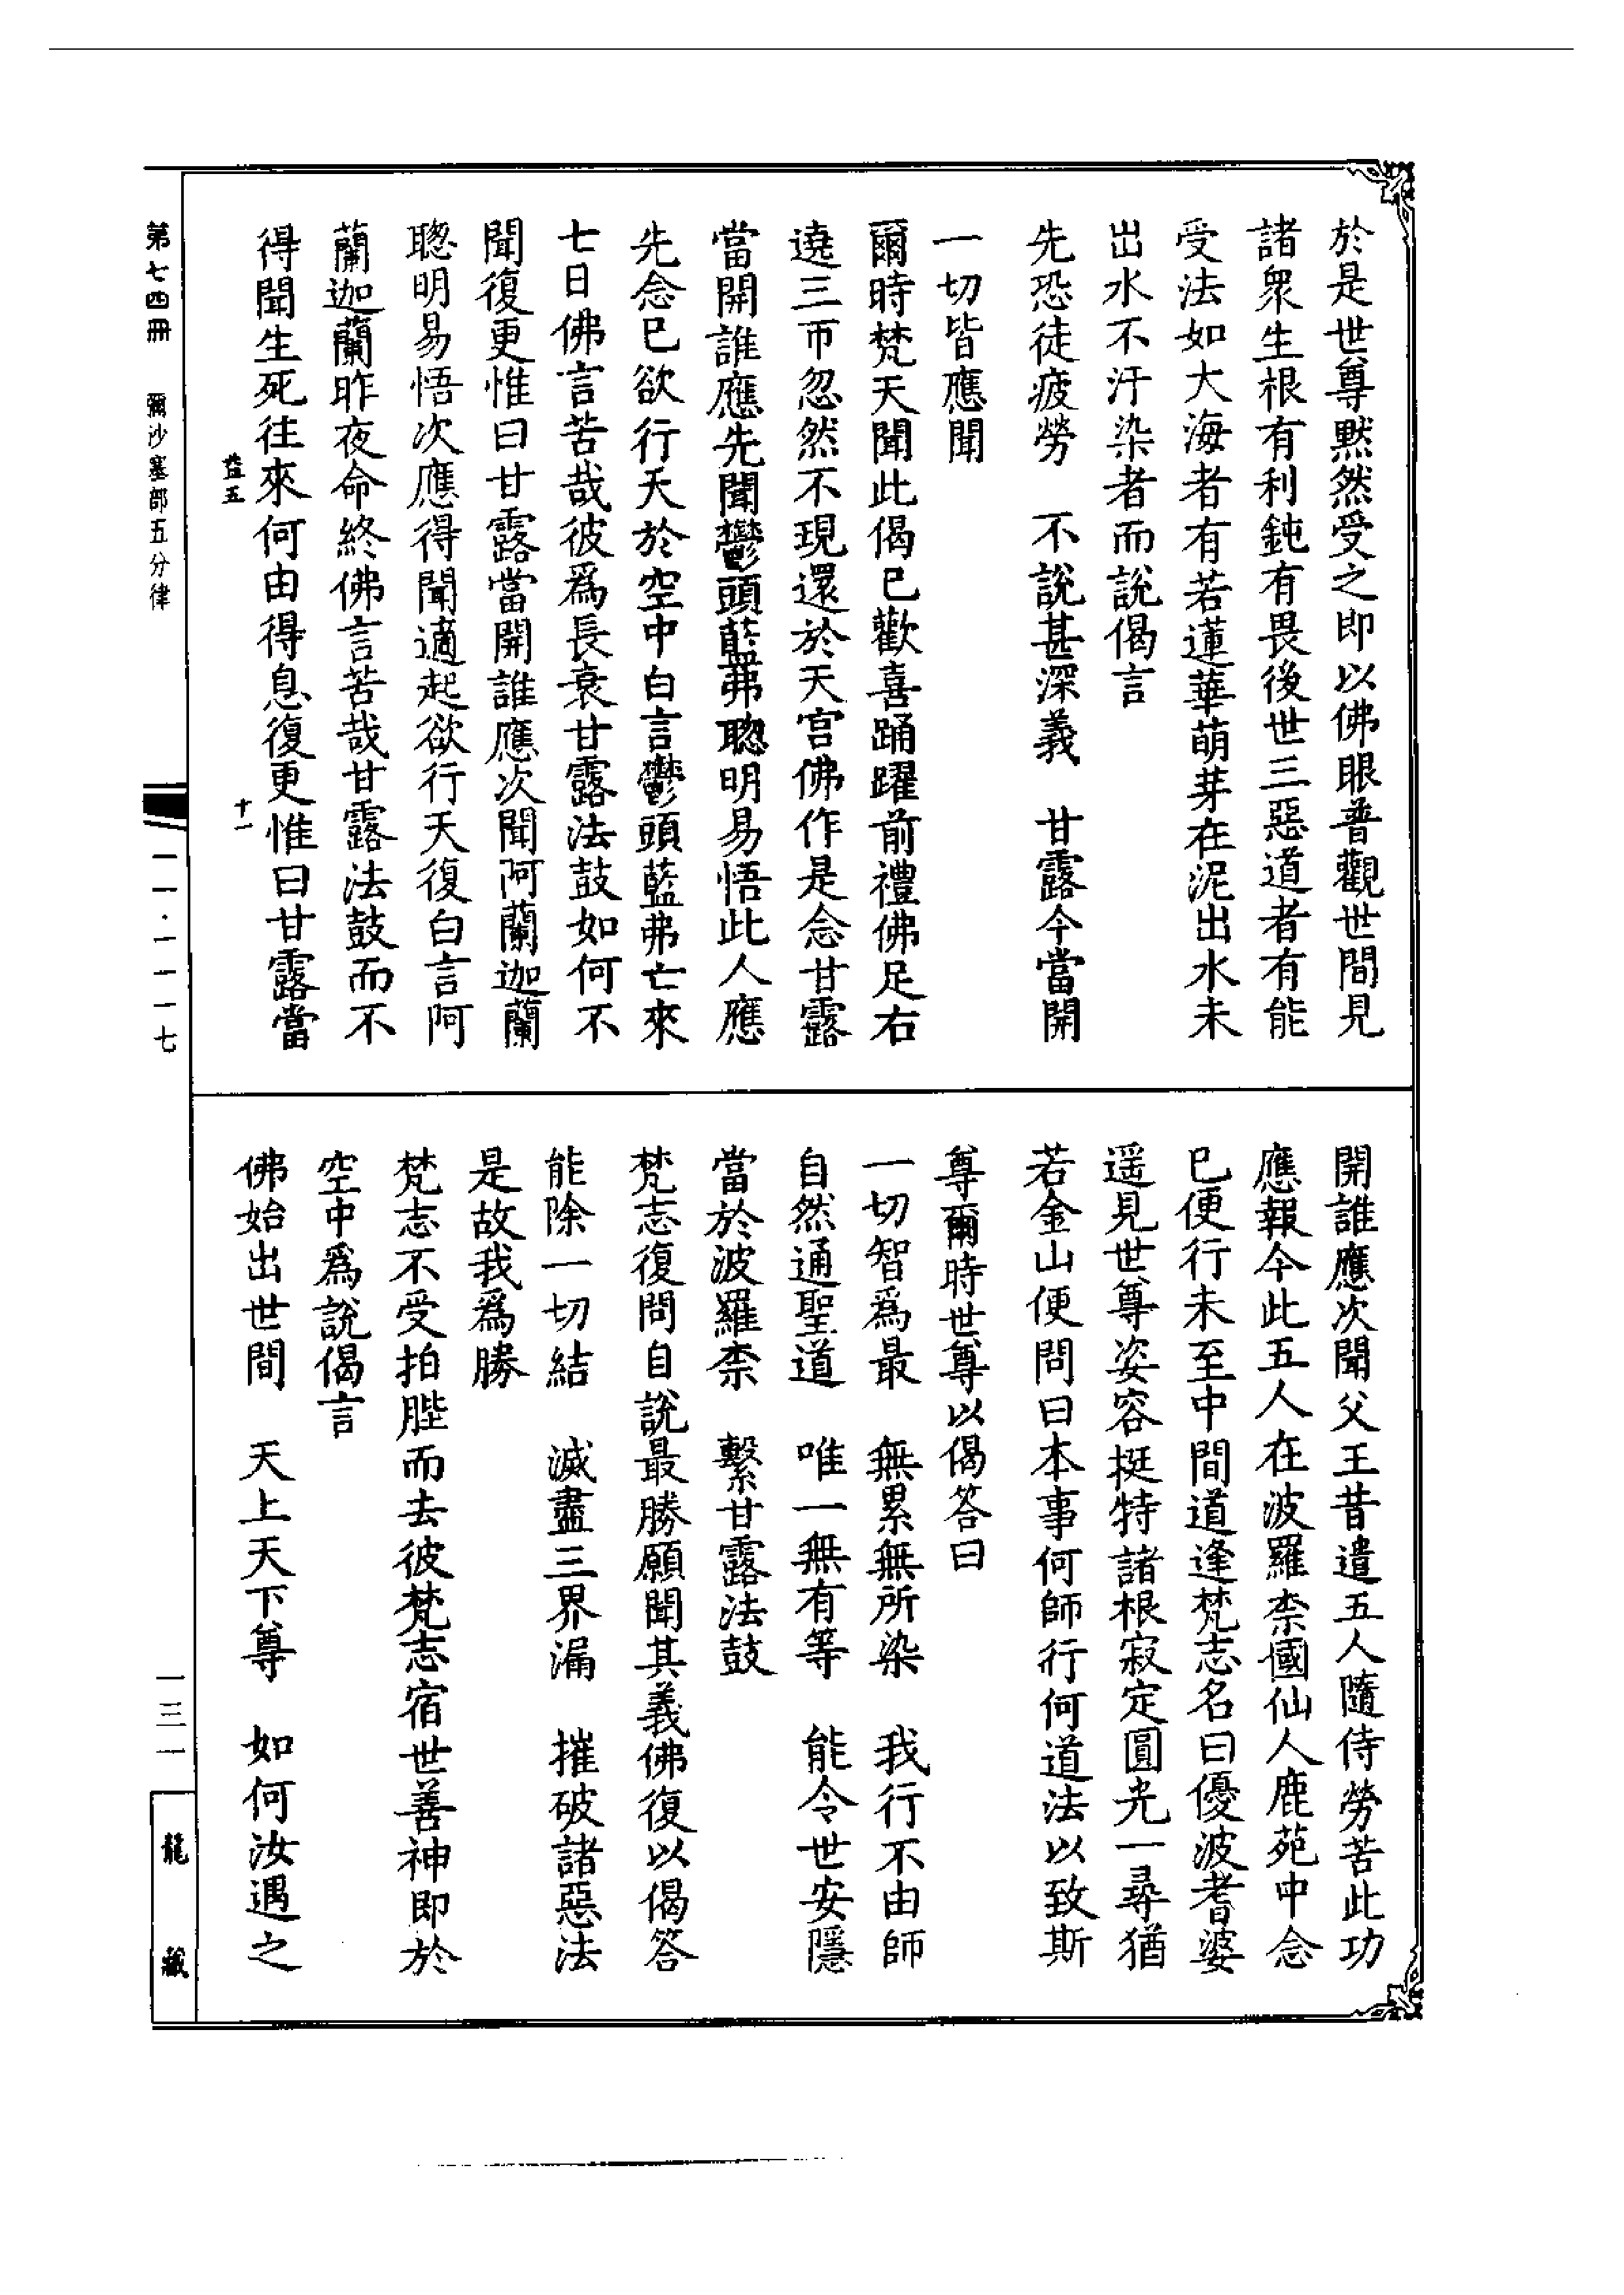 於是世尊黙然受之即以佛眼普觀世間見
諸衆生根有利鈍有畏後世三惡道者有能
受法如大海者有若蓮華萌芽在泥出水未
出水不汙染者而說偈言
先恐徒疲勞　不說甚深義　甘露今當開
一切皆應聞
爾時梵天聞此偈已歡喜踊躍前禮佛足右
遶三帀忽然不現還於天宮佛作是念甘露
當開誰應先聞鬱頭藍弗聰明易悟此人應
先念已欲行天於空中白言鬱頭藍弗亡來
七日佛言苦哉彼爲長衰甘露法鼓如何不
聞復更惟曰甘露當開誰應次聞阿蘭迦蘭
聰明易悟次應得聞適起欲行天復白言阿
蘭迦蘭昨夜命終佛言苦哉甘露法鼓而不
得聞生死往來何由得息復更惟曰甘露當
益五　十一
開誰應次聞父王昔遣五人隨侍勞苦此功
應報今此五人在波羅柰國仙人鹿苑中念
已便行未至中間道逢梵志名曰優波耆婆
遥見世尊姿容挺特諸根寂定圓光一尋猶
若金山便問曰本事何師行何道法以致斯
尊爾時世尊以偈答曰
一切智爲最　無累無所染　我行不由師
自然通聖道　唯一無有等　能令世安隱
當於波羅柰　繫甘露法鼓
梵志復問自說最勝願聞其義佛復以偈答
能除一切結　滅盡三界漏　摧破諸惡法
是故我爲勝
梵志不受拍髀而去彼梵志宿世善神即於
空中爲說偈言
佛始出世間　天上天下尊　如何汝遇之
第七四冊　彌沙塞部五分律　一一·一一一七　一三一　龍藏